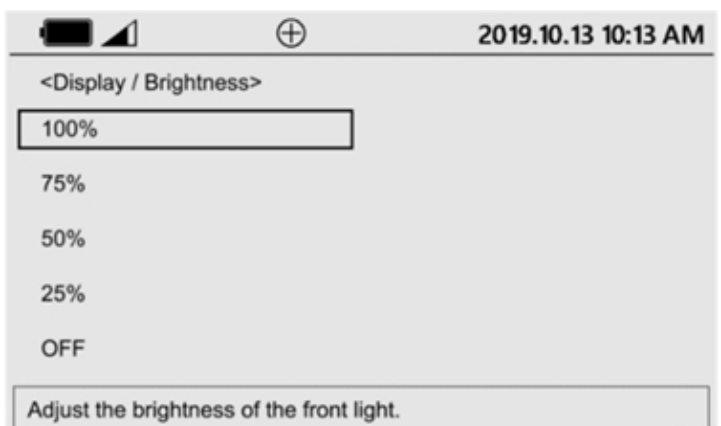 2019.10.13 10:13 AM
<Display / Brightness>
100%
75%
50%
25%
OFF
Adjust the brightness of the front light.